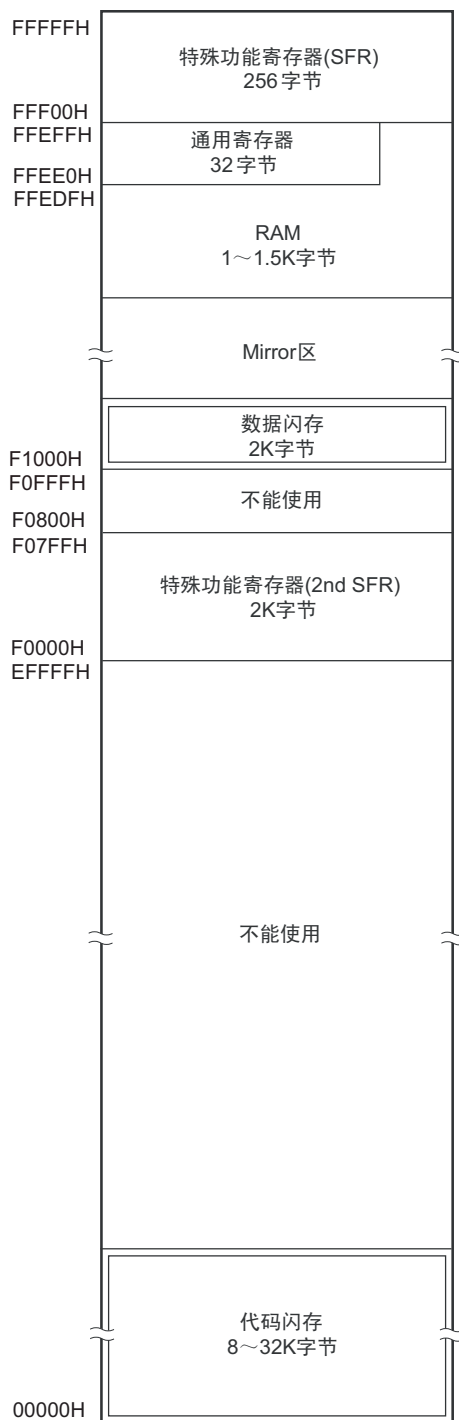 FFFFFH
特殊功能寄存器(SFR)
256字节
FFF00H
FFEFFH
通用寄存器
32字节
FFEE0H
FFEDFH
RAM
1～1.5K字节
Mirror区
数据闪存
2K字节
F1000H
F0FFFH
不能使用
F0800H
F07FFH
特殊功能寄存器(2nd SFR)
2K字节
F0000H
EFFFFH
不能使用
代码闪存
8～32K字节
00000H